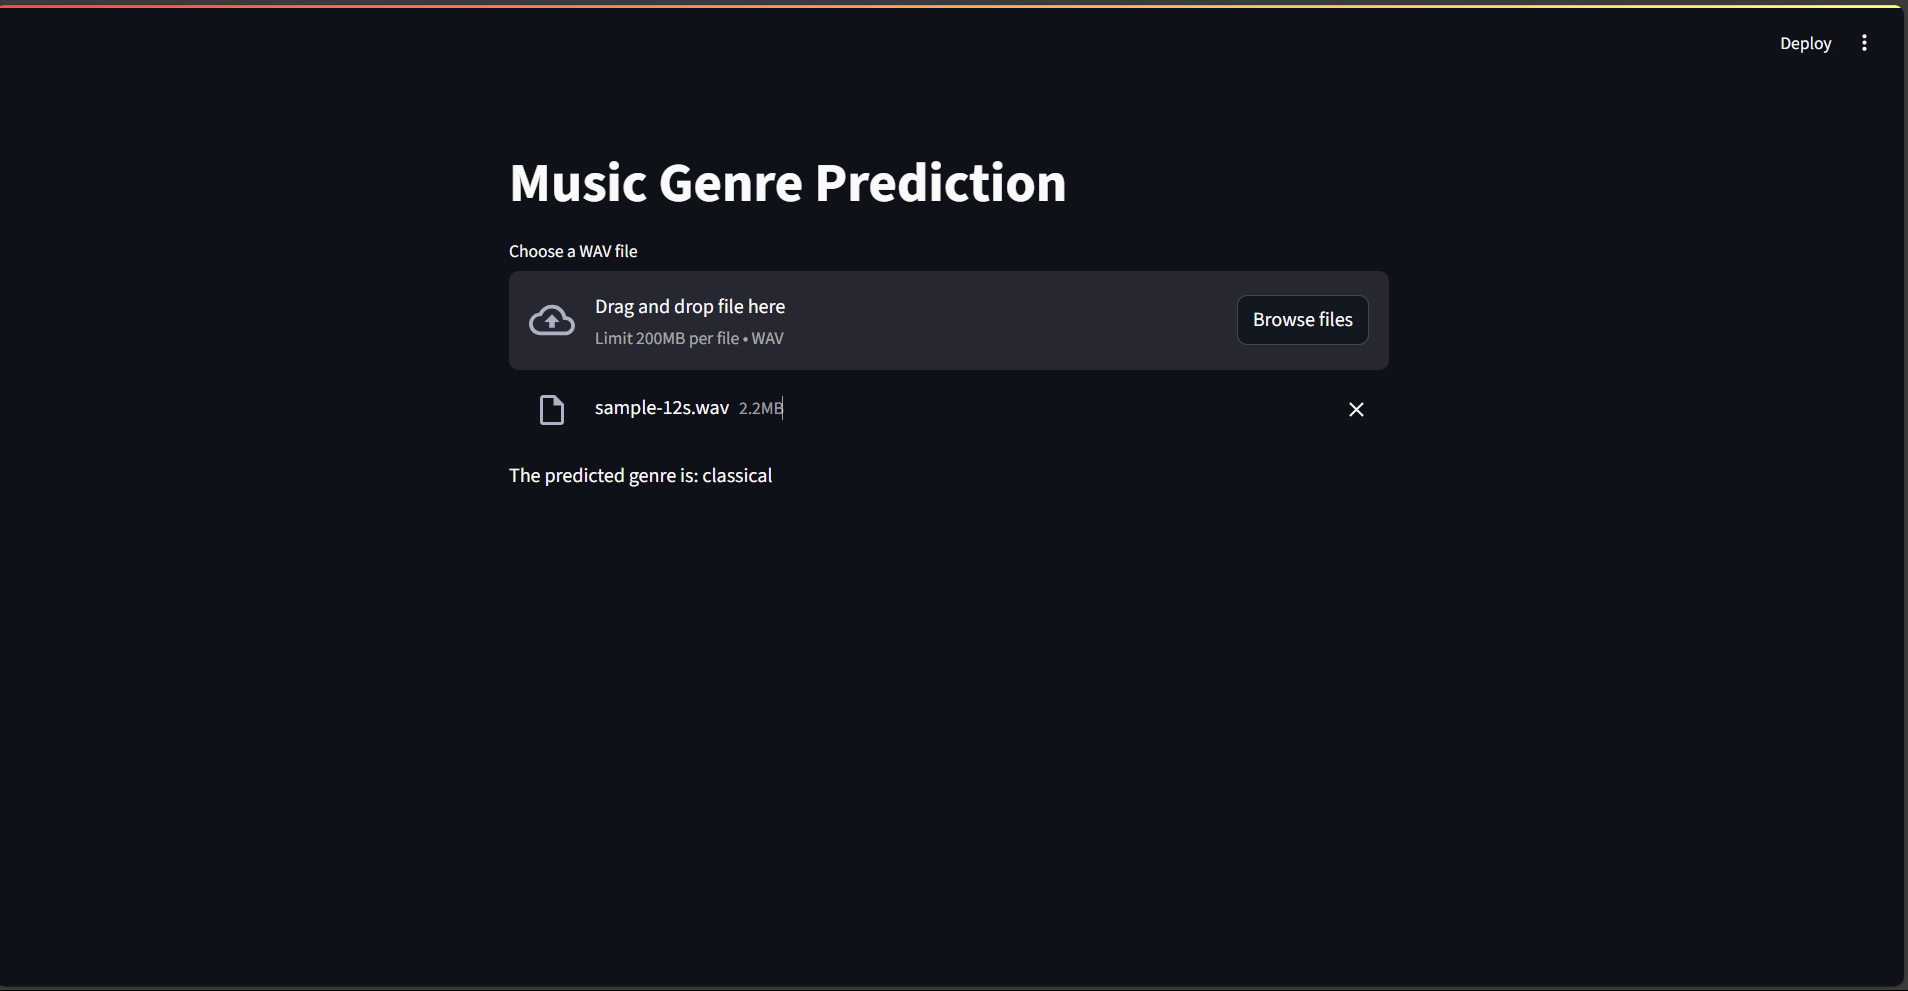 Deploy
Music Genre Prediction
Choose a WAV file
Drag and drop file here
Limit 200MB per file • WAV
Browse files
sample-12s.wav 2.2MB
The predicted genre is: classical